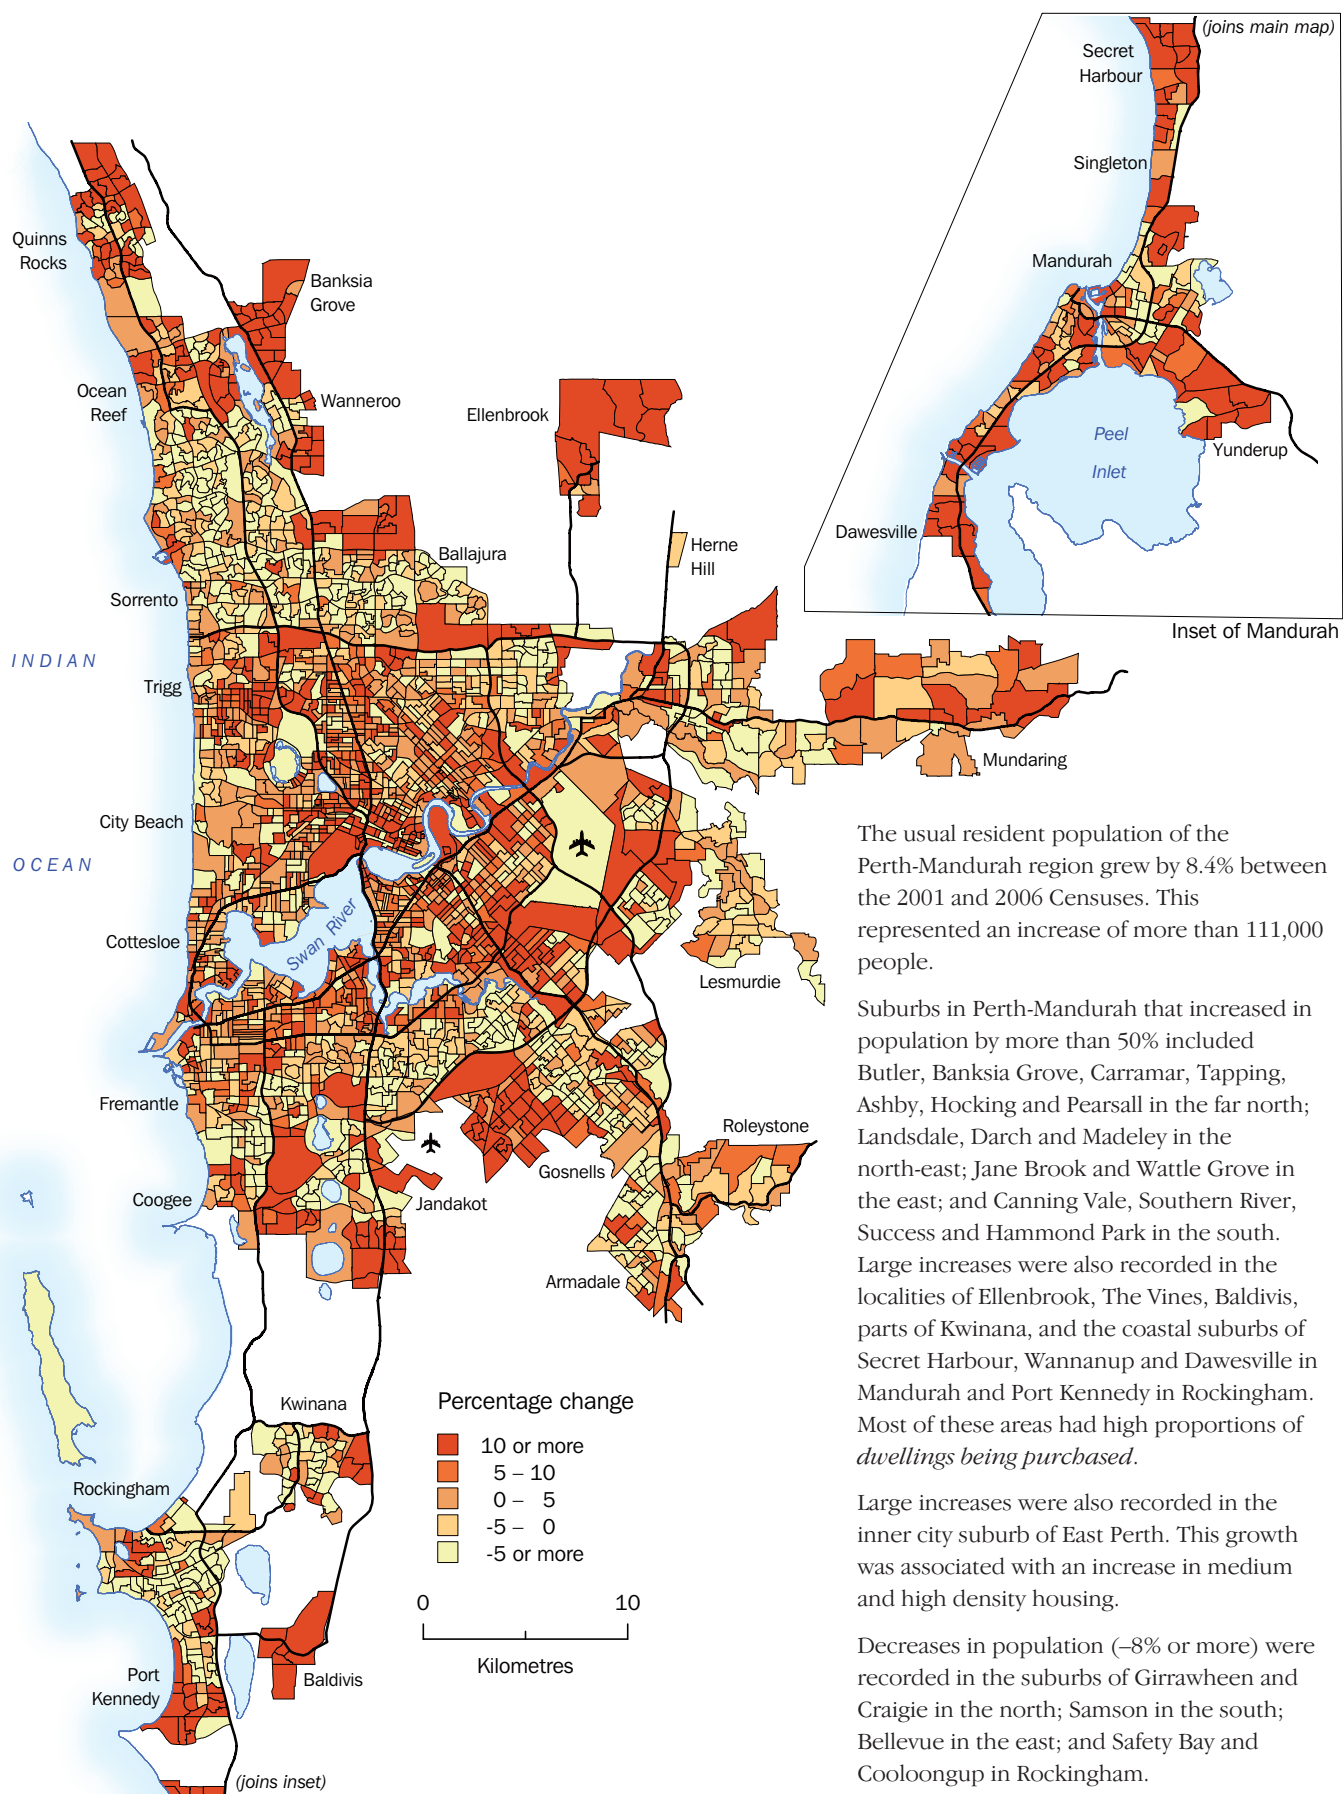 (joins main map)
Secret
Harbour
Singleton
Mandurah
Peel
Inlet
Yunderup
Dawesville
Inset of Mandurah
Quinns
Rocks
Banksia
Grove
Ocean
Reef
Wanneroo
Ellenbrook
Ballajura
Herne
Hill
Sorrento
INDIAN
Trigg
Mundaring
City Beach
OCEAN
Swan River
Cottesloe
Lesmurdie
Fremantle
Roleystone
Gosnells
Coogee
Jandakot
Armadale
Kwinana
Rockingham
Port
Kennedy
Baldivis
(joins inset)
Percentage change
10 or more
5 – 10
0 – 5
-5 – 0
-5 or more
0 10
Kilometres
The usual resident population of the
Perth-Mandurah region grew by 8.4% between
the 2001 and 2006 Censuses. This
represented an increase of more than 111,000
people.
Suburbs in Perth-Mandurah that increased in
population by more than 50% included
Butler, Banksia Grove, Carramar, Tapping,
Ashby, Hocking and Pearsall in the far north;
Landsdale, Darch and Madeley in the
north-east; Jane Brook and Wattle Grove in
the east; and Canning Vale, Southern River,
Success and Hammond Park in the south.
Large increases were also recorded in the
localities of Ellenbrook, The Vines, Baldivis,
parts of Kwinana, and the coastal suburbs of
Secret Harbour, Wannanup and Dawesville in
Mandurah and Port Kennedy in Rockingham.
Most of these areas had high proportions of
dwellings being purchased.
Large increases were also recorded in the
inner city suburb of East Perth. This growth
was associated with an increase in medium
and high density housing.
Decreases in population (–8% or more) were
recorded in the suburbs of Girrawheen and
Craigie in the north; Samson in the south;
Bellevue in the east; and Safety Bay and
Cooloongup in Rockingham.